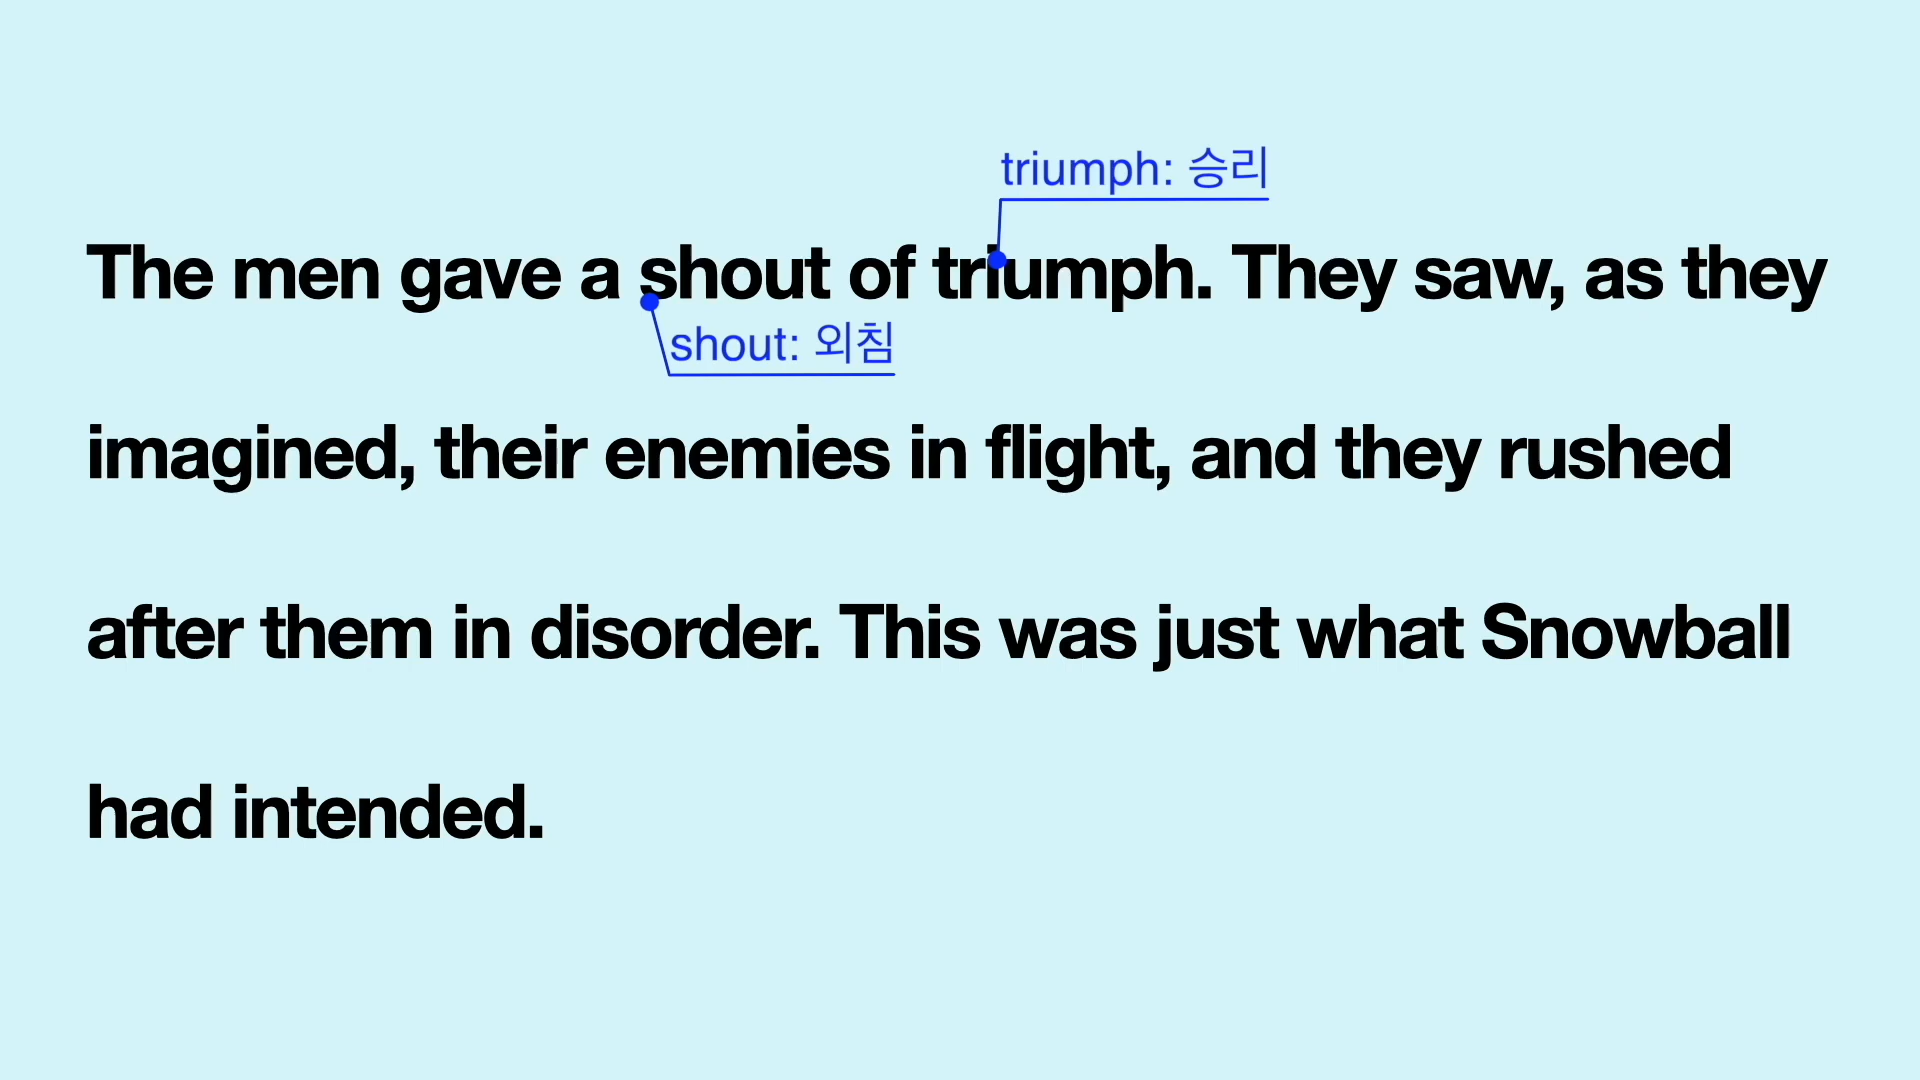 triumph: 승리
The men gave a shout of triumph. They saw, as they
shout: 외침
imagined, their enemies in flight, and they rushed
after them in disorder. This was just what Snowball
had intended.